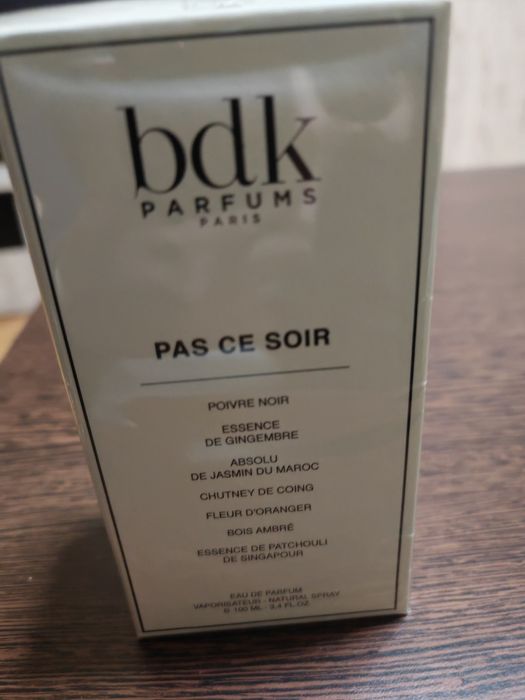 bdk
PARFUMS
PARIS
PAS CE SOIR
POIVRE NOIR
ESSENCE
DE GINGEMBRE
ABSOLU
DE JASMIN DU MAROC
CHUTNEY DE COING
FLEUR D'ORANGER
BOIS AMBRÉ
ESSENCE DE PATCHOULI
DE SINGAPOUR
EAU DE PARFUM
VAPORISATEUR - NATURAL SPRAY
℮ 100 ML - 3.4 FL.OZ